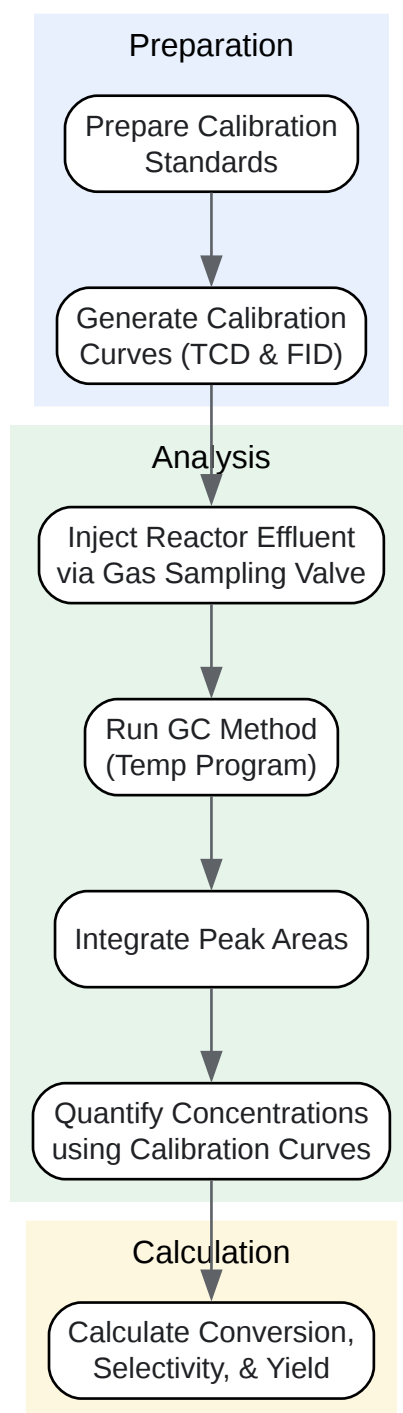 Preparation
Prepare Calibration
Standards
Generate Calibration
Curves (TCD & FID)
Analysis
Inject Reactor Effluent
via Gas Sampling Valve
Run GC Method
(Temp Program)
Integrate Peak Areas
Quantify Concentrations
using Calibration Curves
Calculation
Calculate Conversion,
Selectivity, & Yield